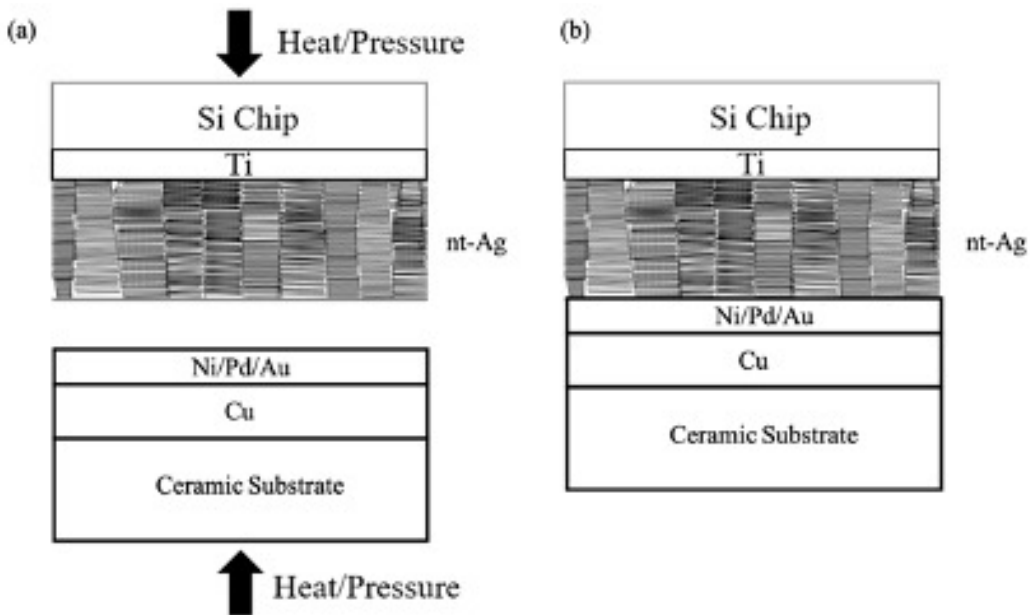 (a)
Heat/Pressure
Si Chip
Ti
nt-Ag
Ni/Pd/Au
Cu
Ceramic Substrate
Heat/Pressure
(b)
Si Chip
Ti
nt-Ag
Ni/Pd/Au
Cu
Ceramic Substrate